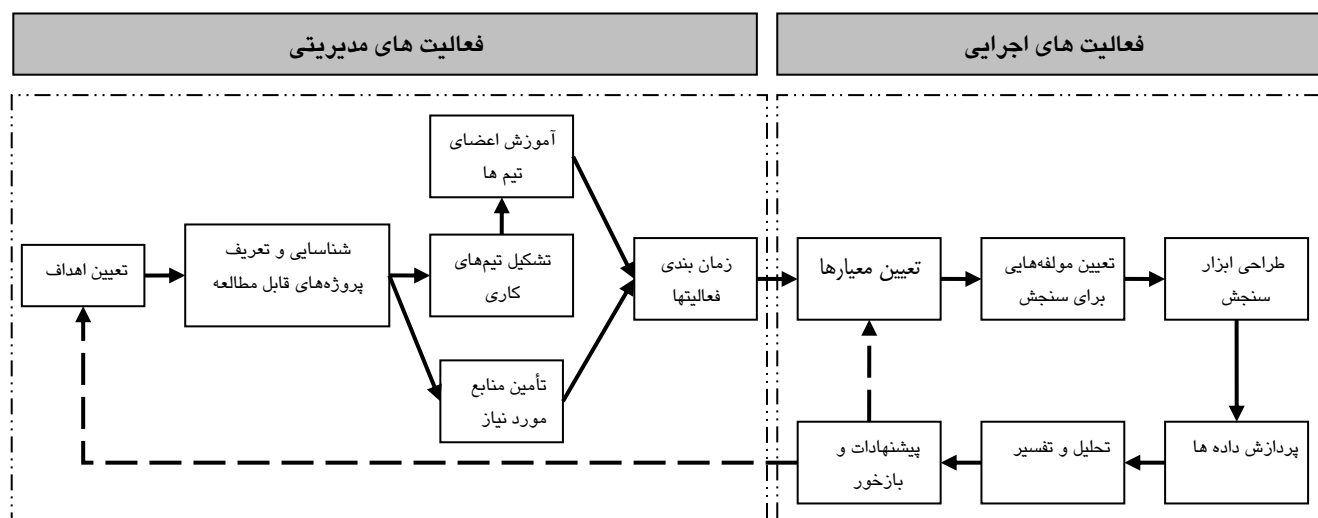 فعالیت های مدیریتی
فعالیت های اجرایی
تعیین اهداف
شناسایی و تعریف
پروژه‌های قابل مطالعه
آموزش اعضای
تیم ها
تشکیل تیم‌های
کاری
تأمین منابع
مورد نیاز
زمان بندی
فعالیتها
تعیین معیارها
تعیین مولفه‌هایی
برای سنجش
طراحی ابزار
سنجش
پردازش داده ها
تحلیل و تفسیر
پیشنهادات و
بازخور